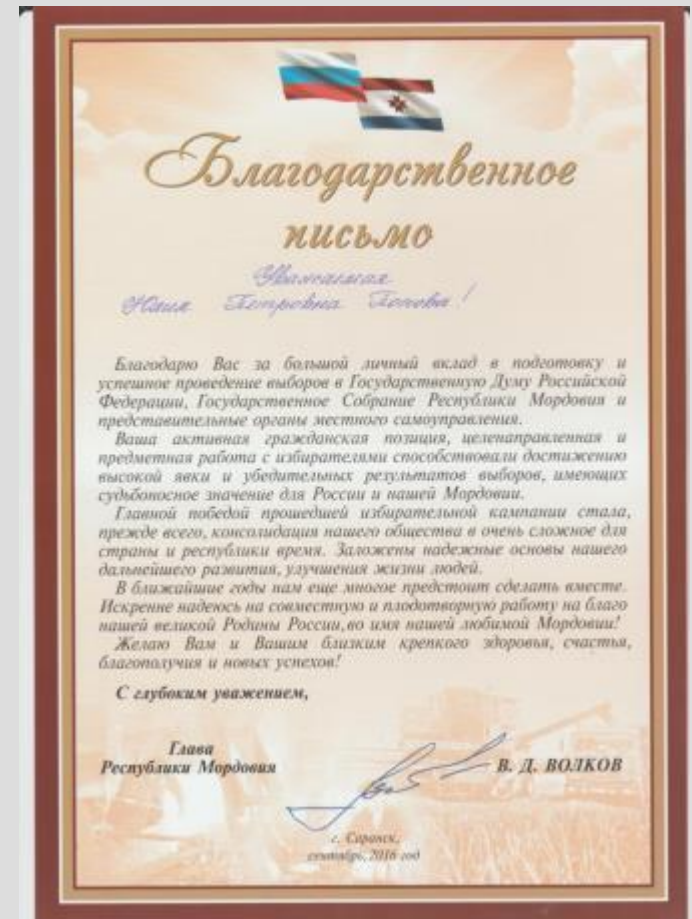 Благодарственное
письмо
Уважаемая
Юлия Петровна Попова!
Благодарю Вас за большой личный вклад в подготовку и
успешное проведение выборов в Государственную Думу Российской
Федерации, Государственное Собрание Республики Мордовия и
представительные органы местного самоуправления.
Ваша активная гражданская позиция, целенаправленная и
предметная работа с избирателями способствовали достижению
высокой явки и убедительных результатов выборов, имеющих
судьбоносное значение для России и нашей Мордовии.
Главной победой прошедшей избирательной кампании стала,
прежде всего, консолидация нашего общества в очень сложное для
страны и республики время. Заложены надежные основы нашего
дальнейшего развития, улучшения жизни людей.
В ближайшие годы нам еще многое предстоит сделать вместе.
Искренне надеюсь на совместную и плодотворную работу на благо
нашей великой Родины России,во имя нашей любимой Мордовии!
Желаю Вам и Вашим близким крепкого здоровья, счастья,
благополучия и новых успехов!
С глубоким уважением,
Глава
Республики Мордовия
В. Д. ВОЛКОВ
г. Саранск,
сентябрь, 2016 год